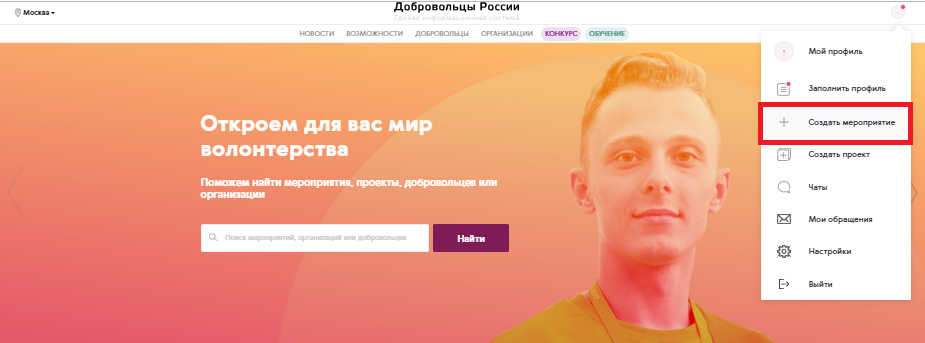 Москва
Добровольцы России
Единая информационная система
НОВОСТИ ВОЗМОЖНОСТИ ДОБРОВОЛЬЦЫ ОРГАНИЗАЦИИ КОНКУРС ОБУЧЕНИЕ
Откроем для вас мир
волонтерства
Поможем найти мероприятия, проекты, добровольцев или
организации
Поиск мероприятий, организаций или добровольцев
Найти
Мой профиль
Заполнить профиль
Создать мероприятие
Создать проект
Чаты
Мои обращения
Настройки
Выйти